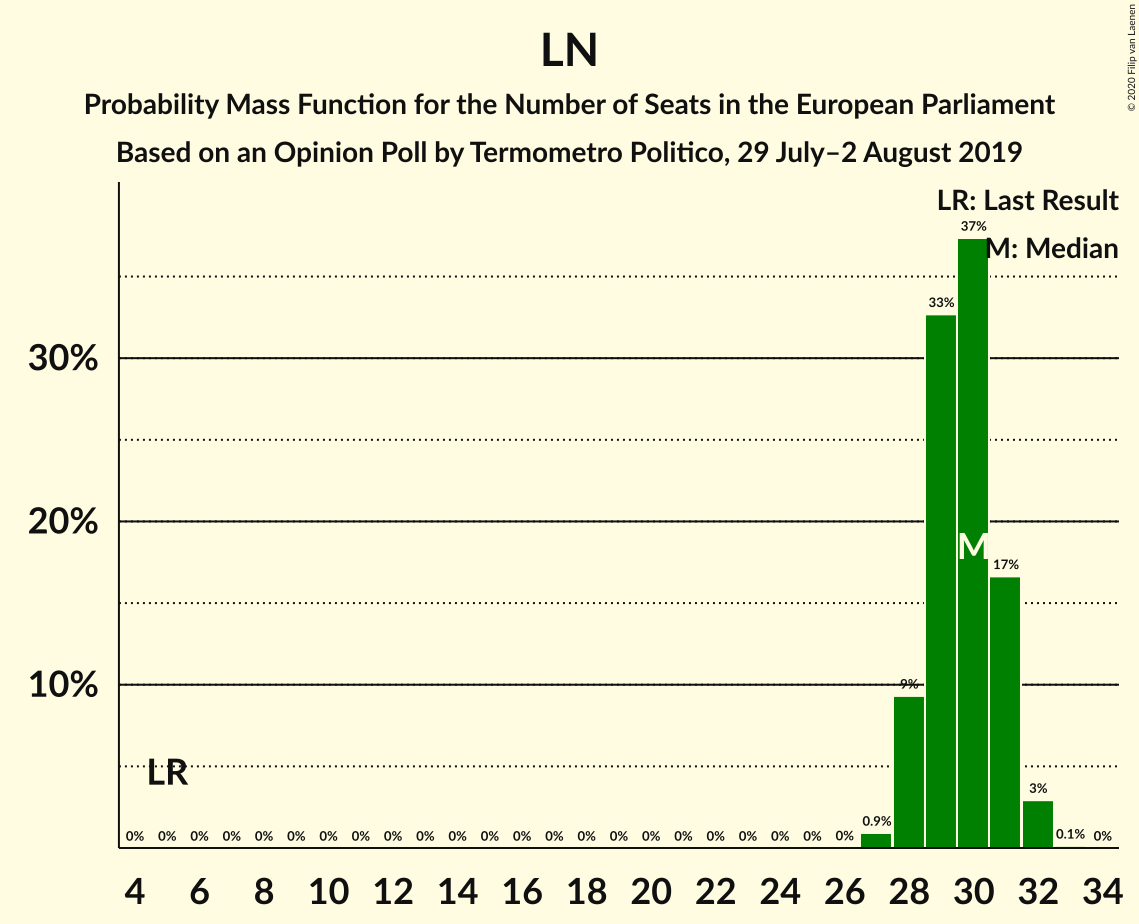 LN
Probability Mass Function for the Number of Seats in the European Parliament
Based on an Opinion Poll by Termometro Politico, 29 July–2 August 2019
© 2020 Filip van Laenen
LR: Last Result
M: Median
37%
33%
30%
20%
M
17%
10%
9%
LR
3%
0% 0% 0% 0% 0% 0% 0% 0% 0% 0% 0% 0% 0% 0% 0% 0% 0% 0% 0% 0% 0% 0% 0% 0.9% 0.1% 0%
4 6 8 10 12 14 16 18 20 22 24 26 28 30 32 34